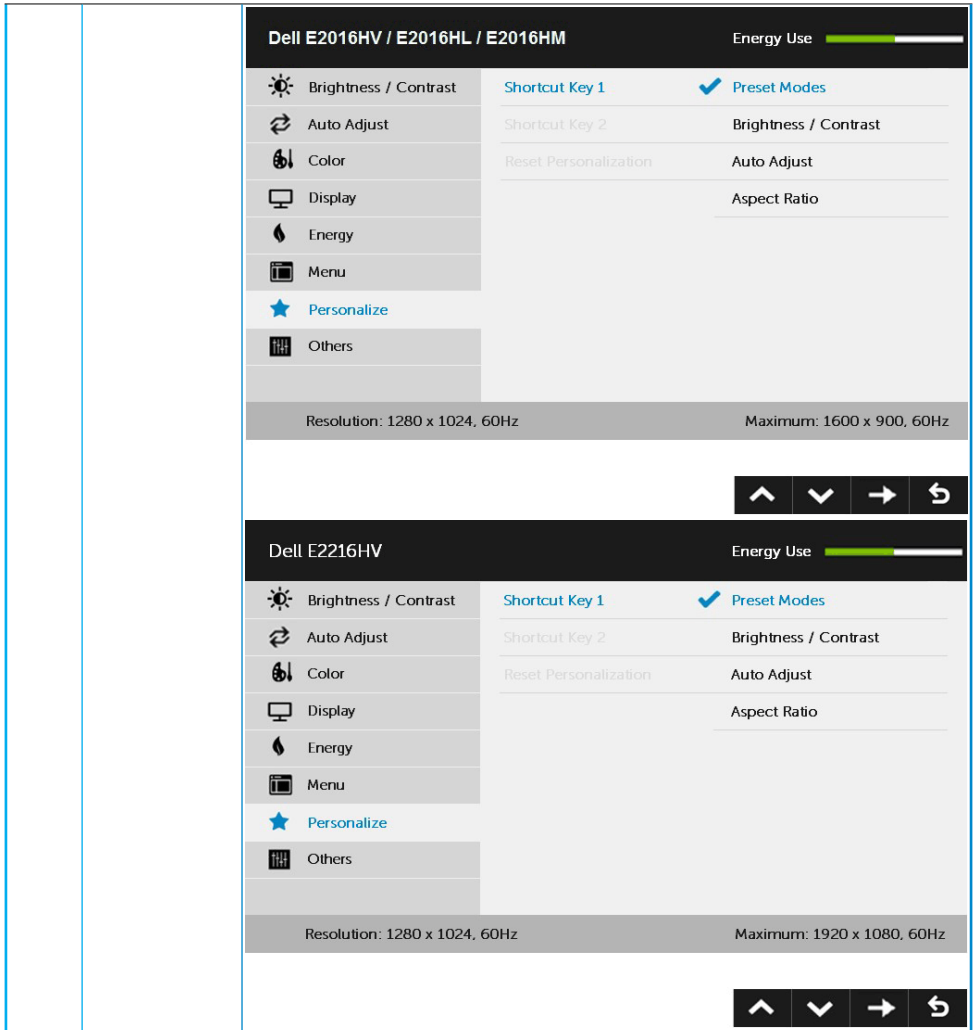 Dell E2016HV / E2016HL / E2016HM Energy Use
Brightness / Contrast Shortcut Key 1 Preset Modes
Auto Adjust Shortcut Key 2 Brightness / Contrast
Color Reset Personalization Auto Adjust
Display Aspect Ratio
Energy
Menu
Personalize
Others
Resolution: 1280 x 1024, 60Hz Maximum: 1600 x 900, 60Hz
Dell E2216HV Energy Use
Brightness / Contrast Shortcut Key 1 Preset Modes
Auto Adjust Shortcut Key 2 Brightness / Contrast
Color Reset Personalization Auto Adjust
Display Aspect Ratio
Energy
Menu
Personalize
Others
Resolution: 1280 x 1024, 60Hz Maximum: 1920 x 1080, 60Hz